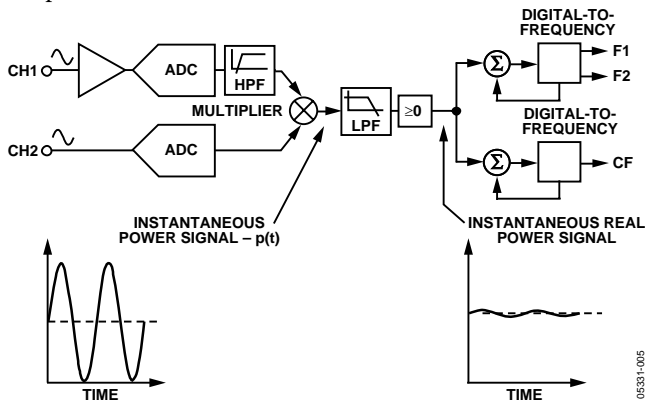 DIGITAL-TO-
FREQUENCY
CH1
ADC
HPF
F1
F2
Σ
MULTIPLIER
LPF
≥0
DIGITAL-TO-
FREQUENCY
CH2
ADC
Σ
CF
INSTANTANEOUS
POWER SIGNAL – p(t)
INSTANTANEOUS REAL
POWER SIGNAL
TIME
TIME
05331-005